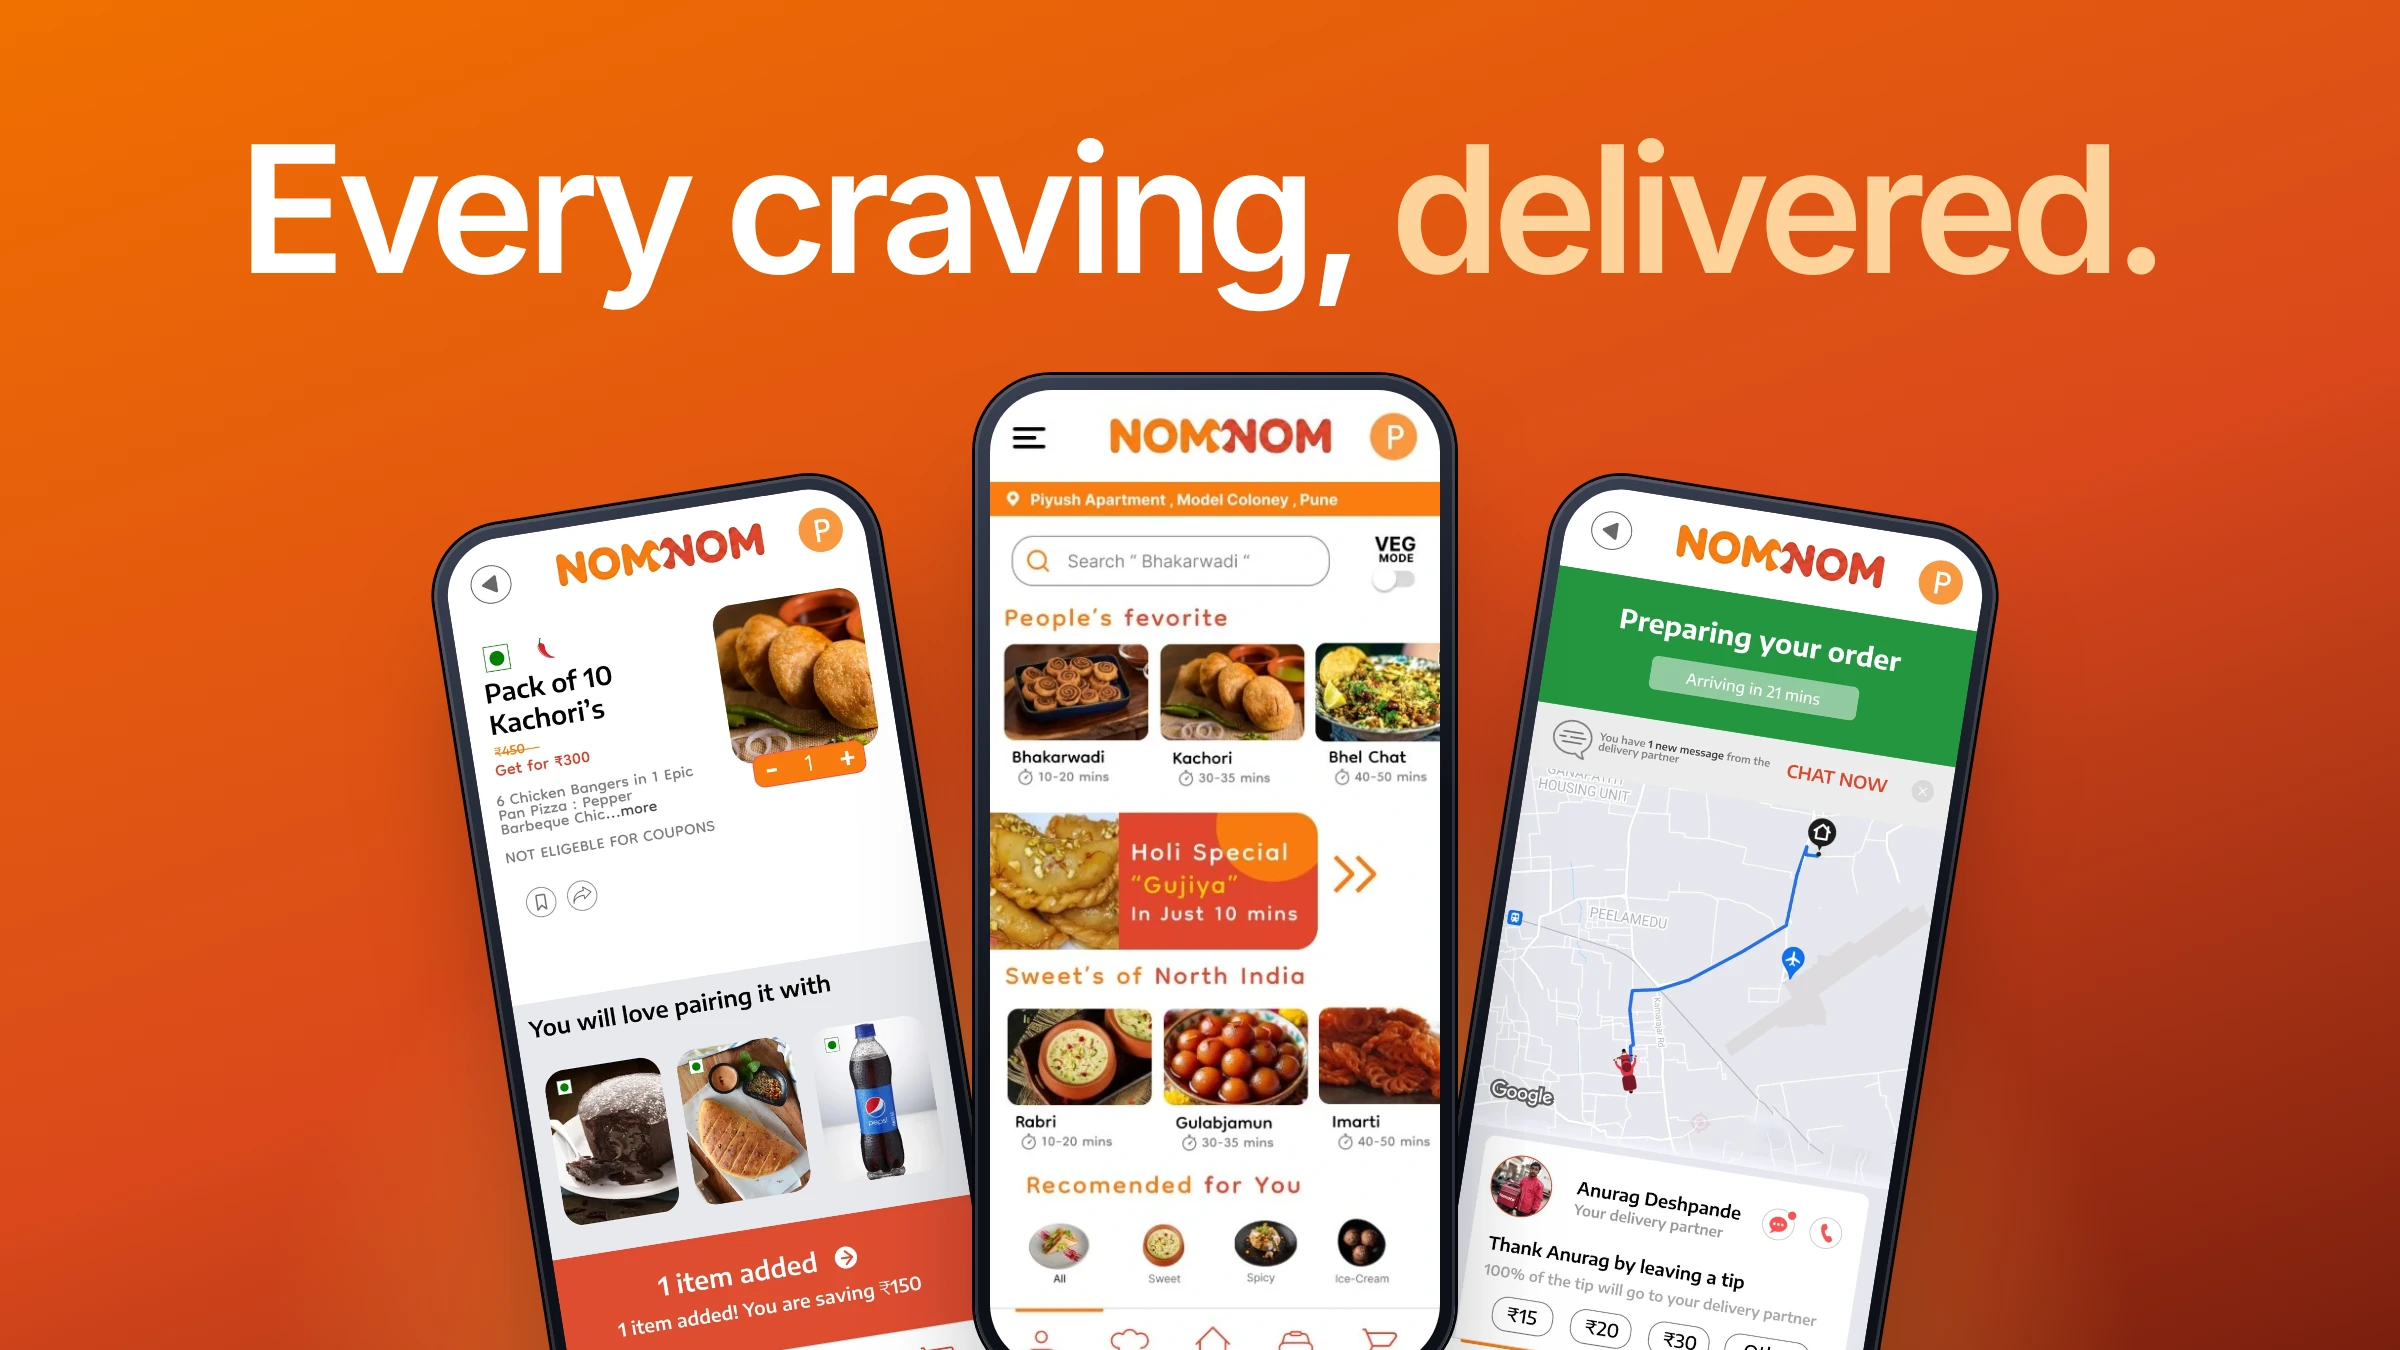 Every craving, delivered.
NOMNOM
P
Pack of 10
Kachori's
₹450
Get for ₹300
6 Chicken Bangers in 1 Epic
Pan Pizza : Pepper
Barbeque Chic...more
NOT ELIGEBLE FOR COUPONS
- 1 +
You will love pairing it with
pepsi
1 item added
1 item added! You are saving ₹150
NOMNOM
P
Piyush Apartment , Model Coloney , Pune
Search “ Bhakarwadi “
VEG
MODE
People's fevorite
Bhakarwadi
10-20 mins
Kachori
30-35 mins
Bhel Chat
40-50 mins
Holi Special
“Gujiya”
In Just 10 mins
Sweet's of North India
Rabri
10-20 mins
Gulabjamun
30-35 mins
Imarti
40-50 mins
Recomended for You
All
Sweet
Spicy
Ice-Cream
NOMNOM
P
Preparing your order
Arriving in 21 mins
You have 1 new message from the
delivery partner
CHAT NOW
GANAPATHI
HOUSING UNIT
PEELAMEDU
Kamarajar Rd
Google
Anurag Deshpande
Your delivery partner
Thank Anurag by leaving a tip
100% of the tip will go to your delivery partner
₹15
₹20
₹30